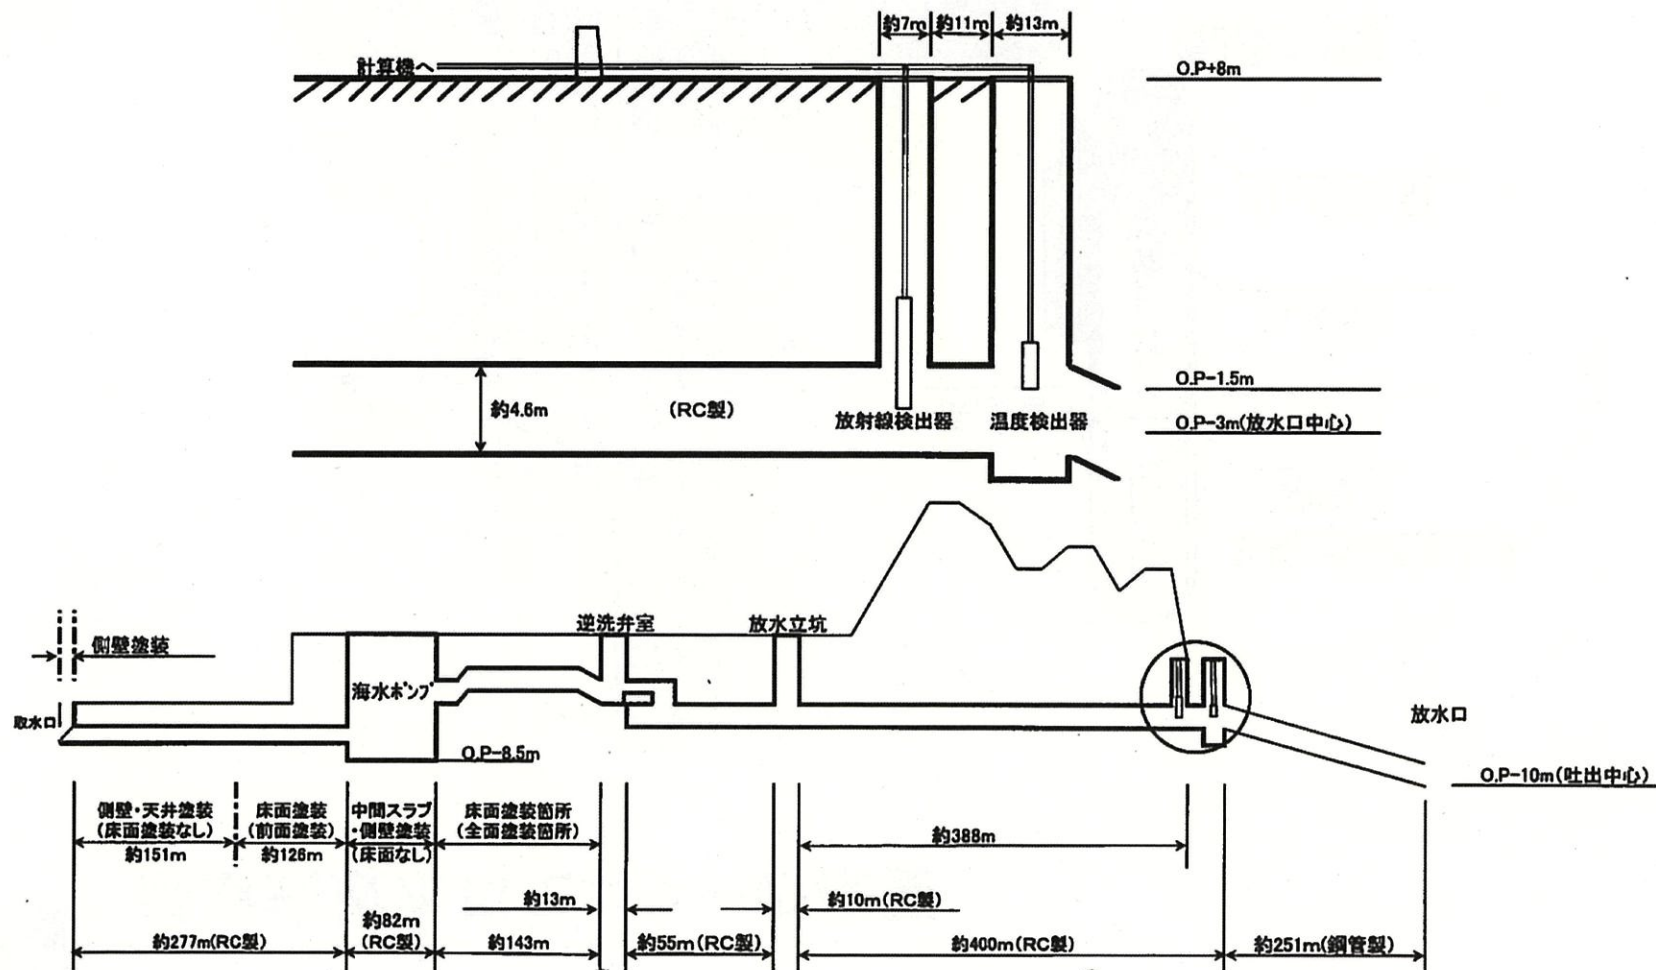 約7m 約11m 約13m
計算機へ
O.P+8m
約4.6m
(RC製)
放射線検出器
温度検出器
O.P-1.5m
O.P-3m(放水口中心)
側壁塗装
逆洗弁室
放水立坑
海水ポンプ
取水口
放水口
O.P-8.5m
O.P-10m(吐出中心)
側壁・天井塗装
(床面塗装なし)
約151m
床面塗装
(前面塗装)
約126m
中間スラブ
・側壁塗装
(床面なし)
床面塗装箇所
(全面塗装箇所)
約388m
約13m
約10m(RC製)
約277m(RC製)
約82m
(RC製)
約143m
約55m(RC製)
約400m(RC製)
約251m(鋼管製)